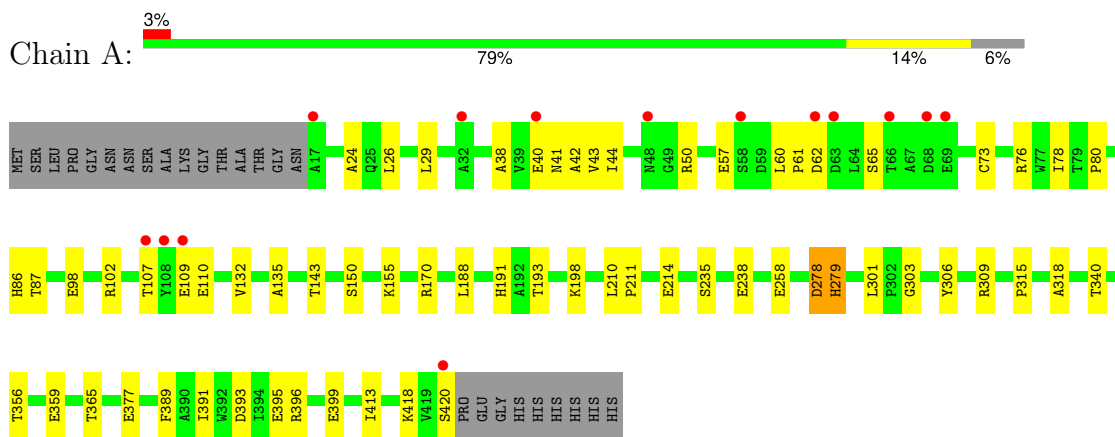 3%
Chain A:
79% 14% 6%
MET SER LEU PRO GLY ASN ASN SER ALA LYS GLY THR ALA THR GLY ASN A17 A24 Q25 L26 L29 A32 A38 V39 E40 N41 A42 V43 I44 N48 G49 R50 E57 S58 D59 L60 P61 D62 D63 L64 S65 T66 A67 D68 E69 C73 R76 W77 I78 T79 P80
H86 T87 E98 R102 T107 Y108 E109 E110 V132 A135 T143 S150 K155 R170 L188 H191 A192 T193 K198 L210 P211 E214 S235 E238 E258 D278 H279 L301 P302 G303 Y306 R309 P315 A318 T340
T356 E359 T365 E377 F389 A390 I391 W392 D393 I394 E395 R396 E399 I413 K418 V419 S420 PRO GLU GLY HIS HIS HIS HIS HIS HIS